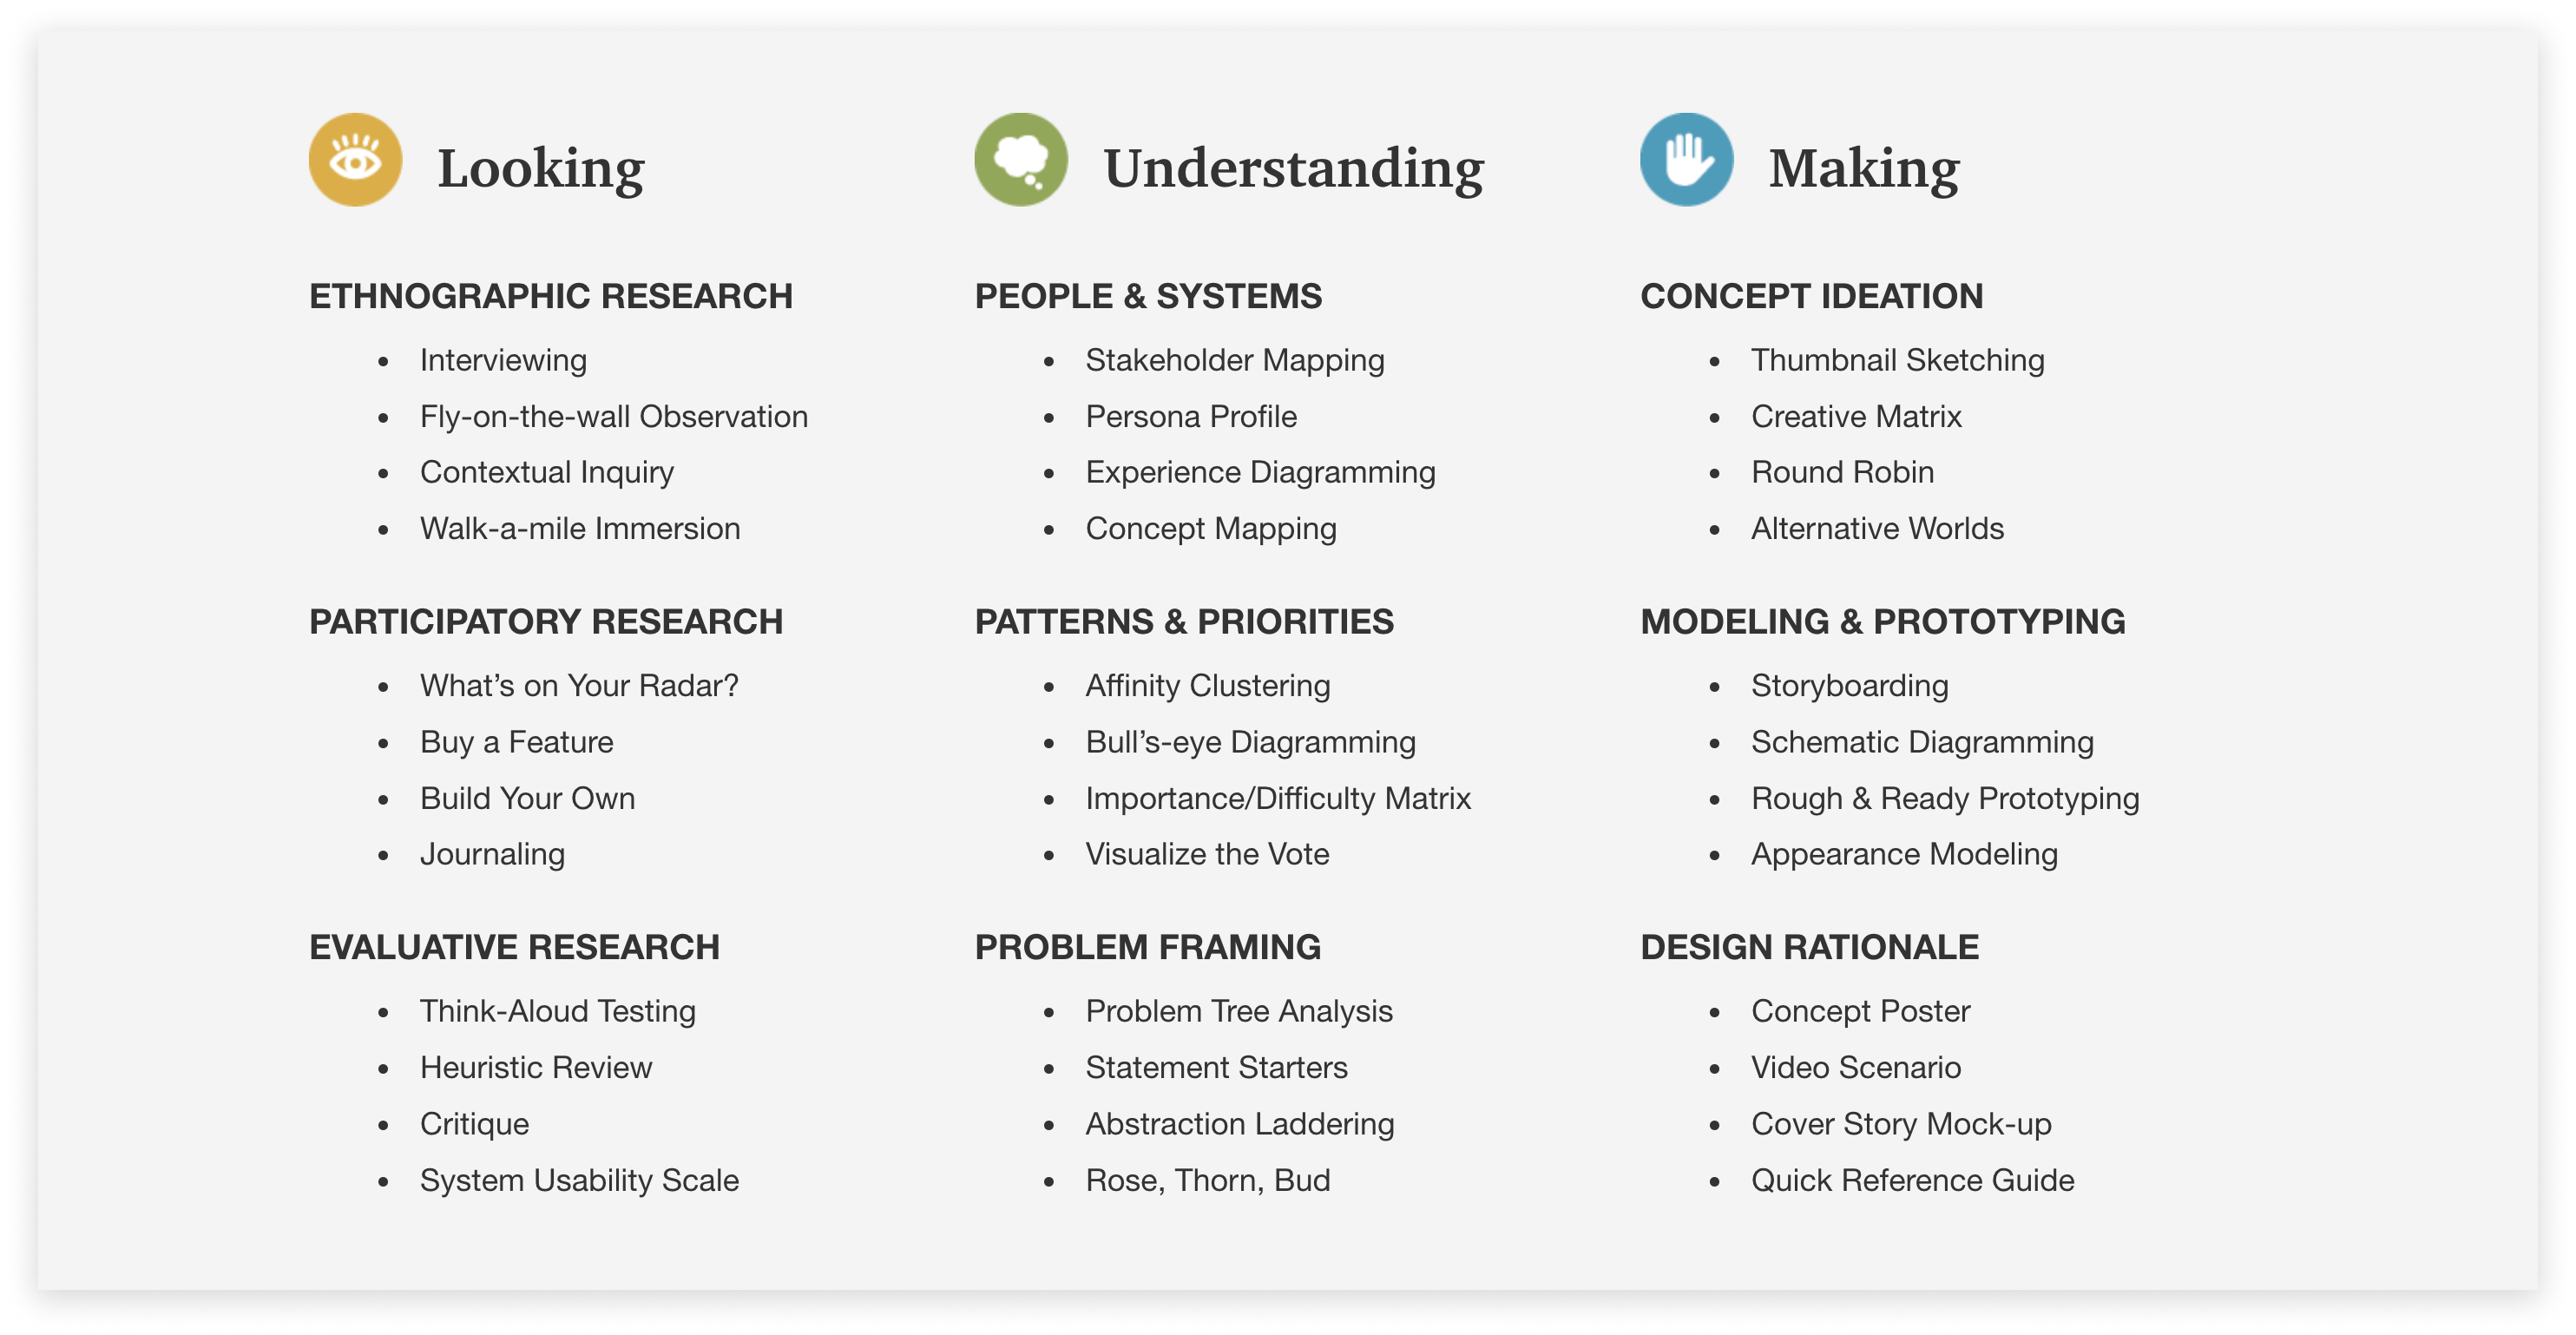 Looking
ETHNOGRAPHIC RESEARCH
Interviewing
Fly-on-the-wall Observation
Contextual Inquiry
Walk-a-mile Immersion
PARTICIPATORY RESEARCH
What’s on Your Radar?
Buy a Feature
Build Your Own
Journaling
EVALUATIVE RESEARCH
Think-Aloud Testing
Heuristic Review
Critique
System Usability Scale
Understanding
PEOPLE & SYSTEMS
Stakeholder Mapping
Persona Profile
Experience Diagramming
Concept Mapping
PATTERNS & PRIORITIES
Affinity Clustering
Bull’s-eye Diagramming
Importance/Difficulty Matrix
Visualize the Vote
PROBLEM FRAMING
Problem Tree Analysis
Statement Starters
Abstraction Laddering
Rose, Thorn, Bud
Making
CONCEPT IDEATION
Thumbnail Sketching
Creative Matrix
Round Robin
Alternative Worlds
MODELING & PROTOTYPING
Storyboarding
Schematic Diagramming
Rough & Ready Prototyping
Appearance Modeling
DESIGN RATIONALE
Concept Poster
Video Scenario
Cover Story Mock-up
Quick Reference Guide